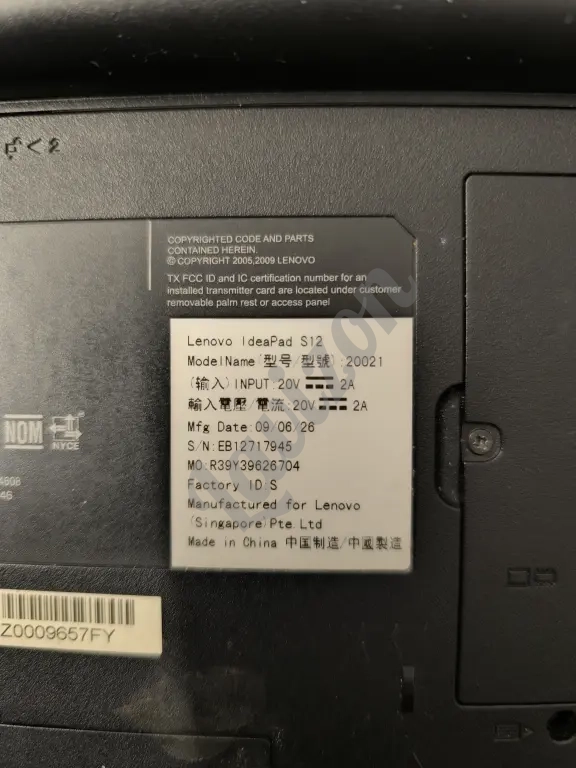 COPYRIGHTED CODE AND PARTS
CONTAINED HEREIN.
© COPYRIGHT 2005,2009 LENOVO
TX FCC ID and IC certification number for an
installed transmitter card are located under customer
removable palm rest or access panel
Lenovo IdeaPad S12
ModelName(型号/型號):20021
(输入)INPUT:20V 2A
輸入電壓/電流:20V 2A
Mfg Date:09/06/26
S/N:EB12717945
MO:R39Y39626704
Factory ID:S
Manufactured for Lenovo
(Singapore)Pte.Ltd
Made in China 中国制造/中國製造
NOM
NYCE
Z0009657FY